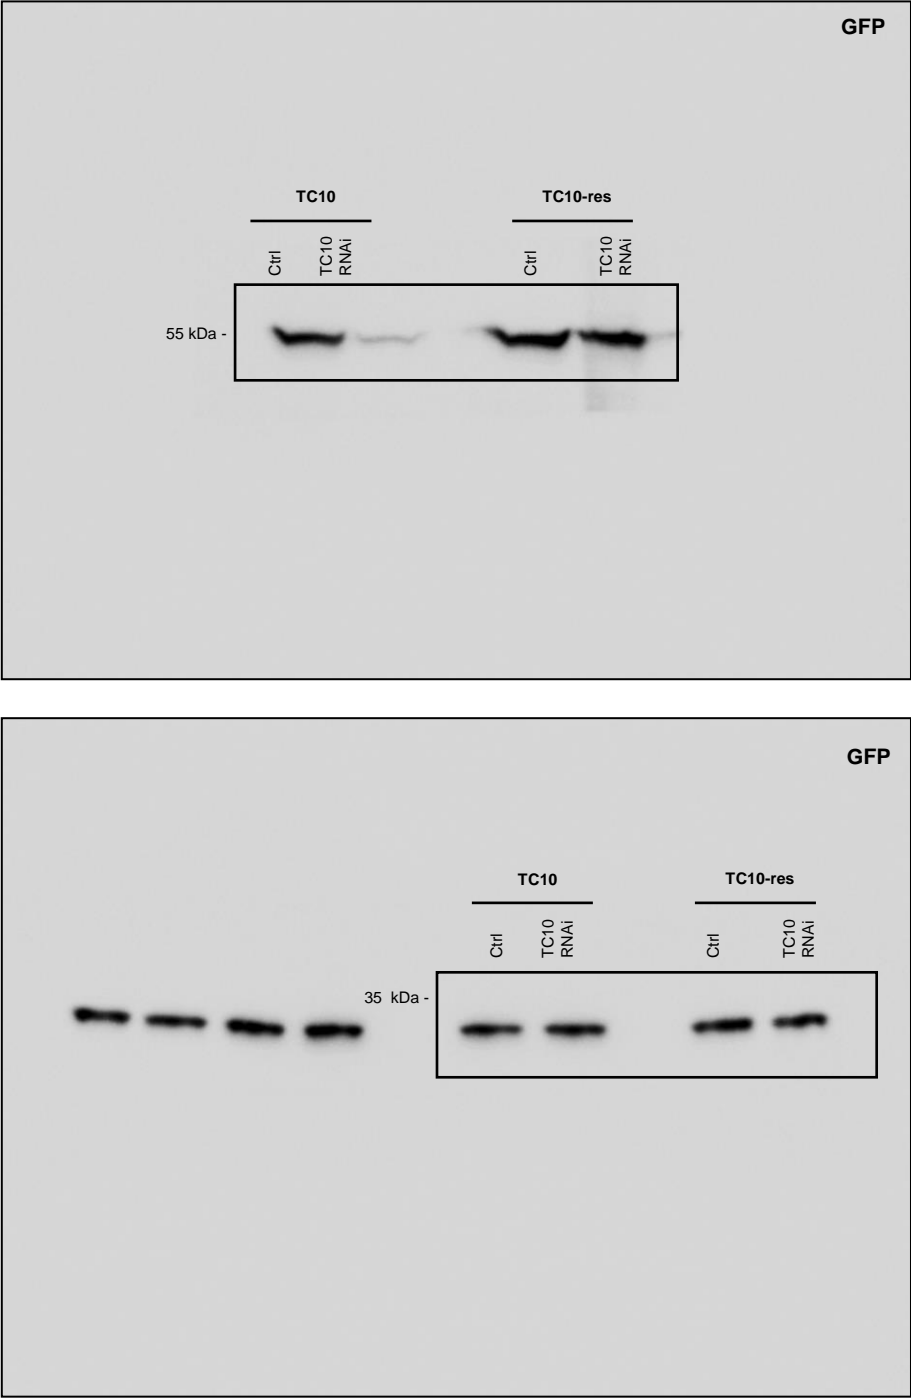 GFP
TC10
TC10-res
Ctrl
TC10
RNAi
Ctrl
TC10
RNAi
55 kDa -
GFP
TC10
TC10-res
Ctrl
TC10
RNAi
Ctrl
TC10
RNAi
35 kDa -